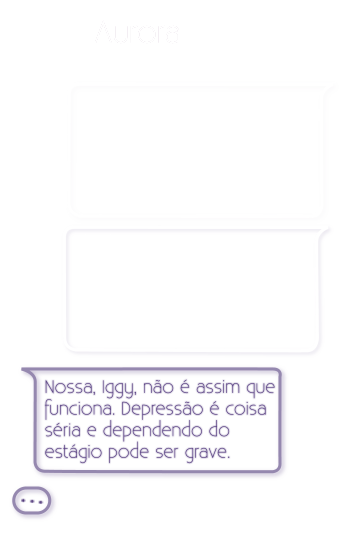 Aurora
Nossa, Iggy, não é assim que
funciona. Depressão é coisa
séria e dependendo do
estágio pode ser grave.